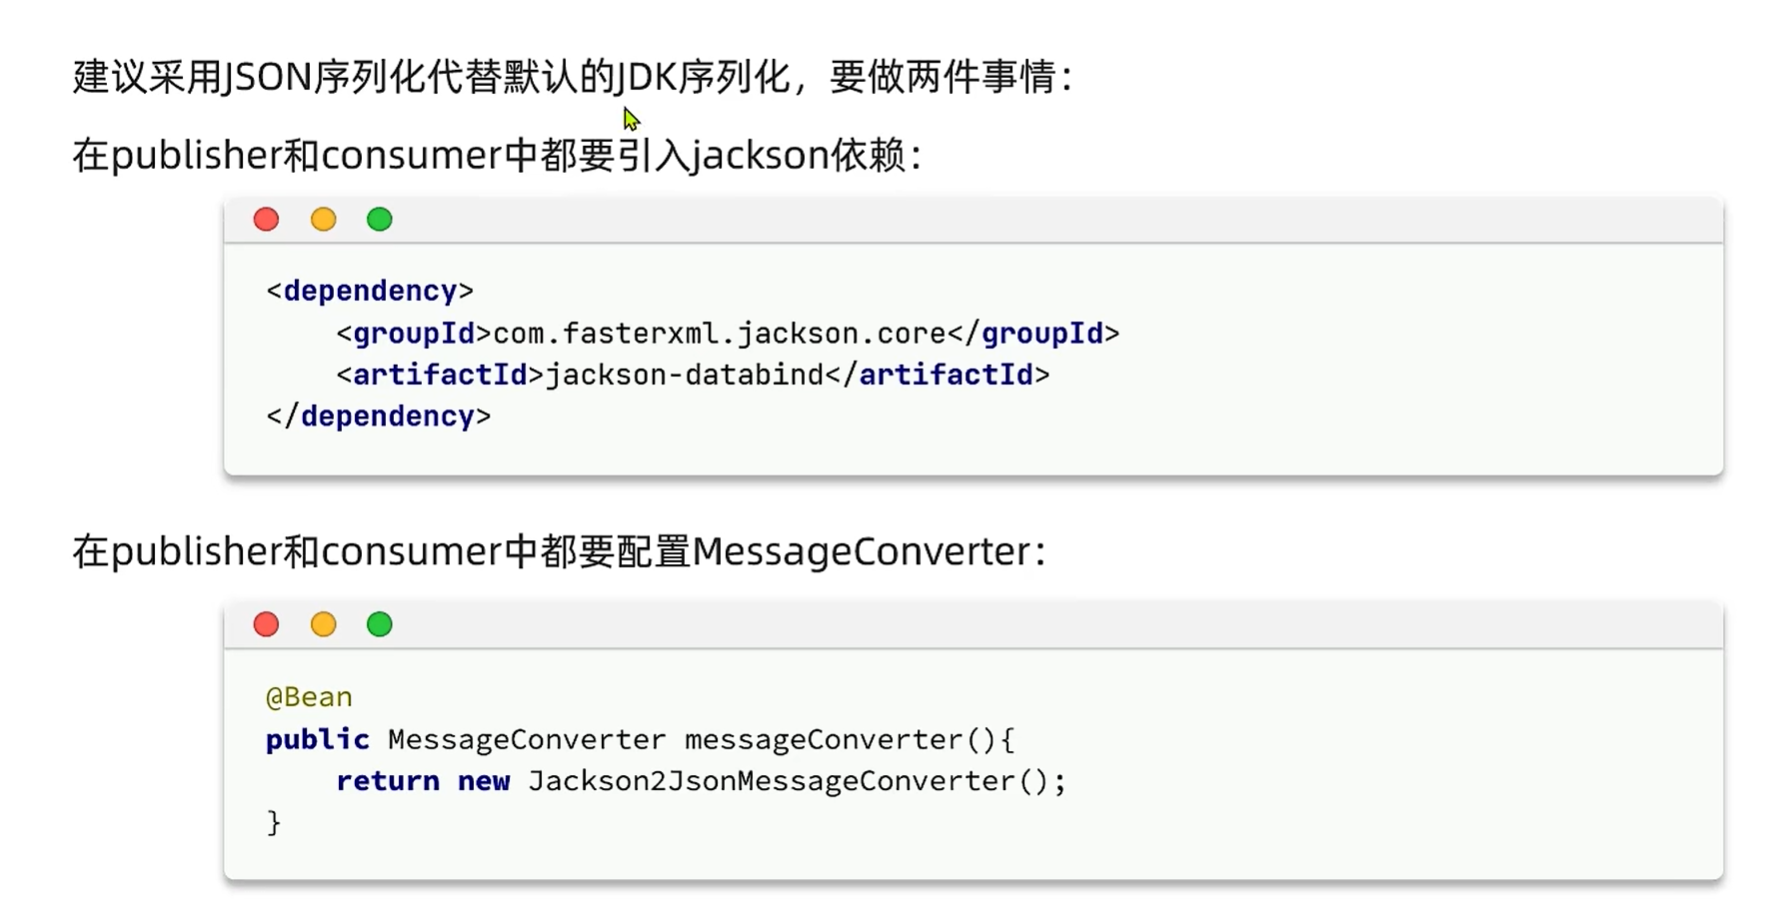 建议采用JSON序列化代替默认的JDK序列化，要做两件事情：
在publisher和consumer中都要引入jackson依赖：
<dependency>
    <groupId>com.fasterxml.jackson.core</groupId>
    <artifactId>jackson-databind</artifactId>
</dependency>
在publisher和consumer中都要配置MessageConverter：
@Bean
public MessageConverter messageConverter(){
    return new Jackson2JsonMessageConverter();
}